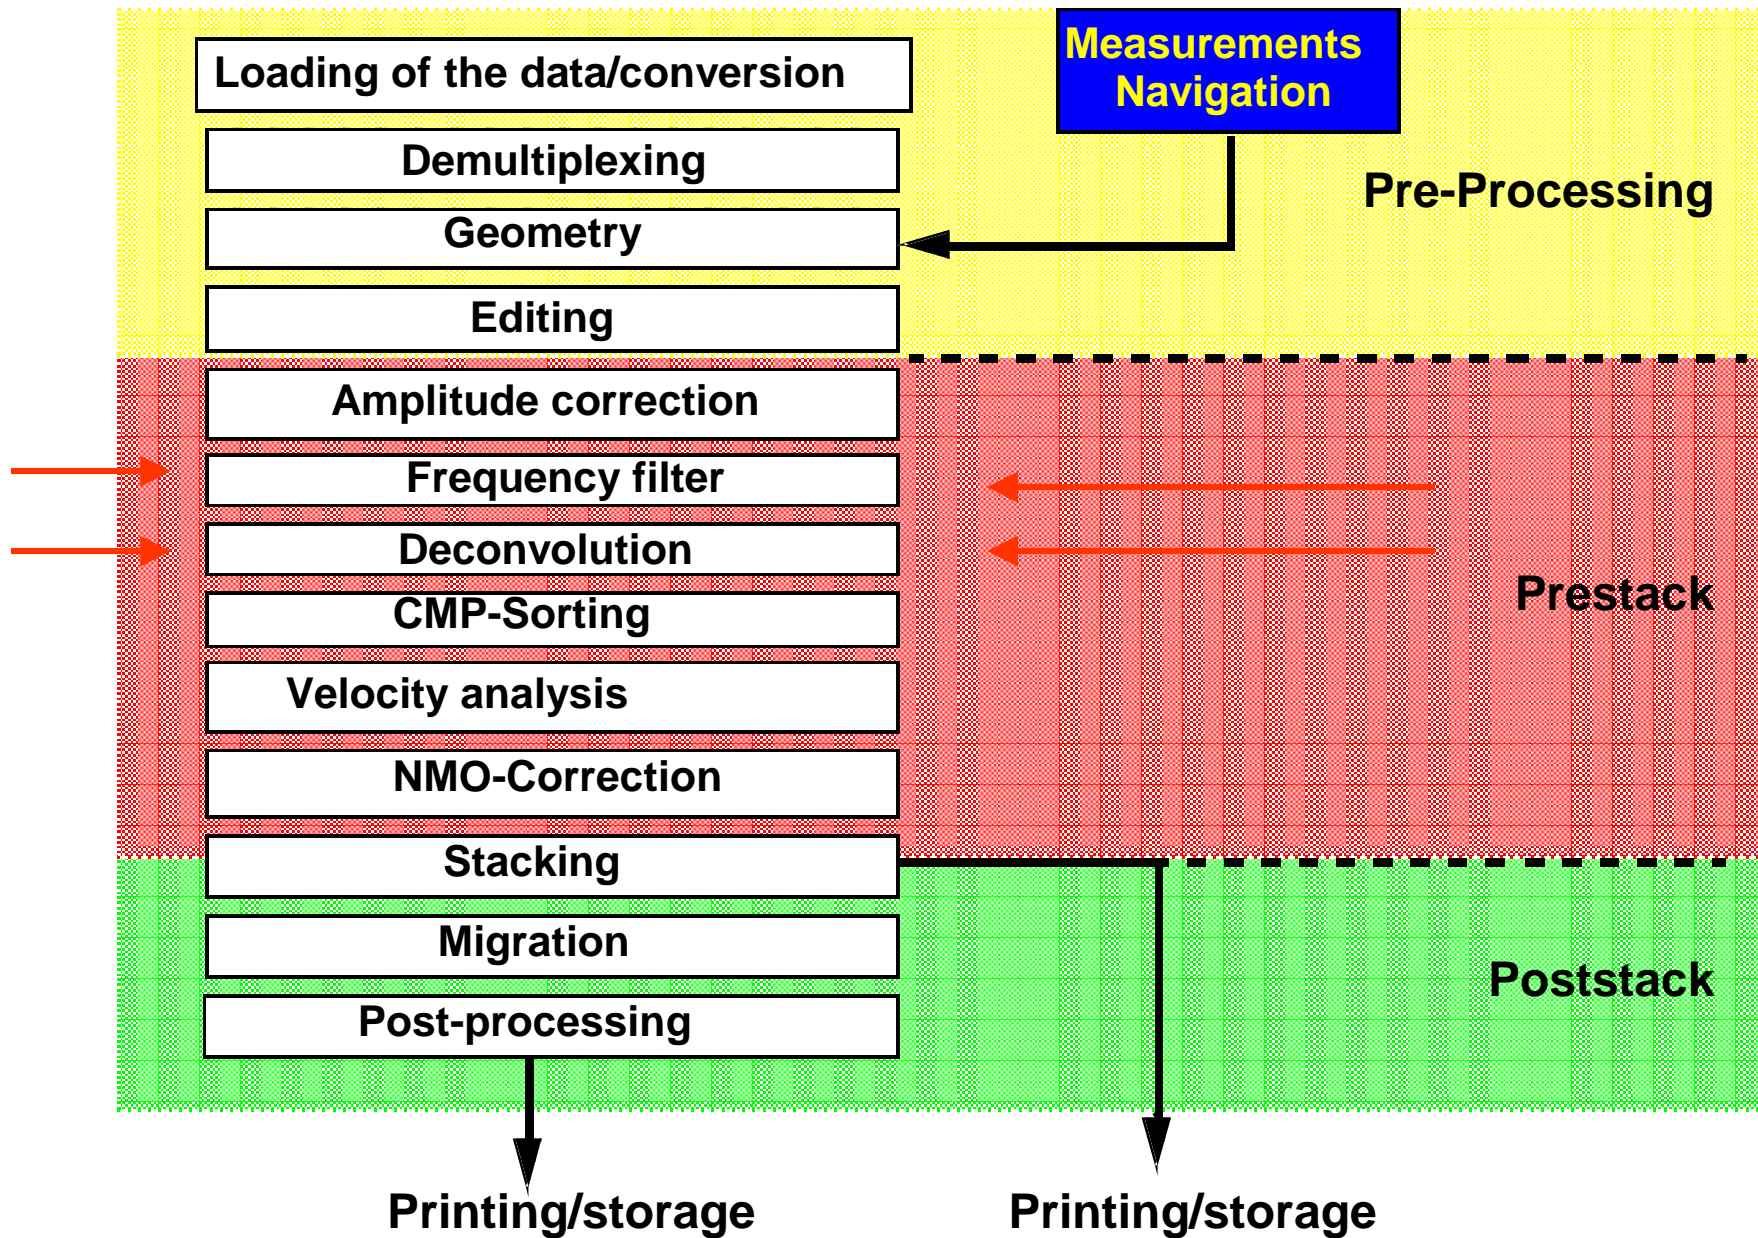 Loading of the data/conversion
Measurements
Navigation
Demultiplexing
Pre-Processing
Geometry
Editing
Amplitude correction
Frequency filter
Deconvolution
Prestack
CMP-Sorting
Velocity analysis
NMO-Correction
Stacking
Migration
Poststack
Post-processing
Printing/storage
Printing/storage